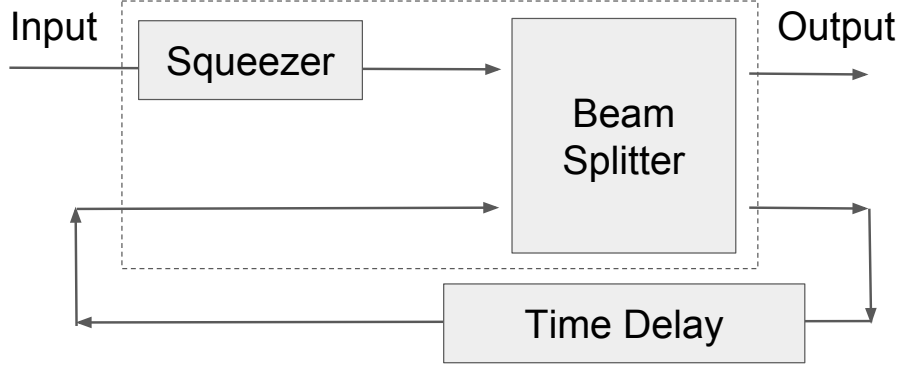 Input
Output
Squeezer
Beam
Splitter
Time Delay